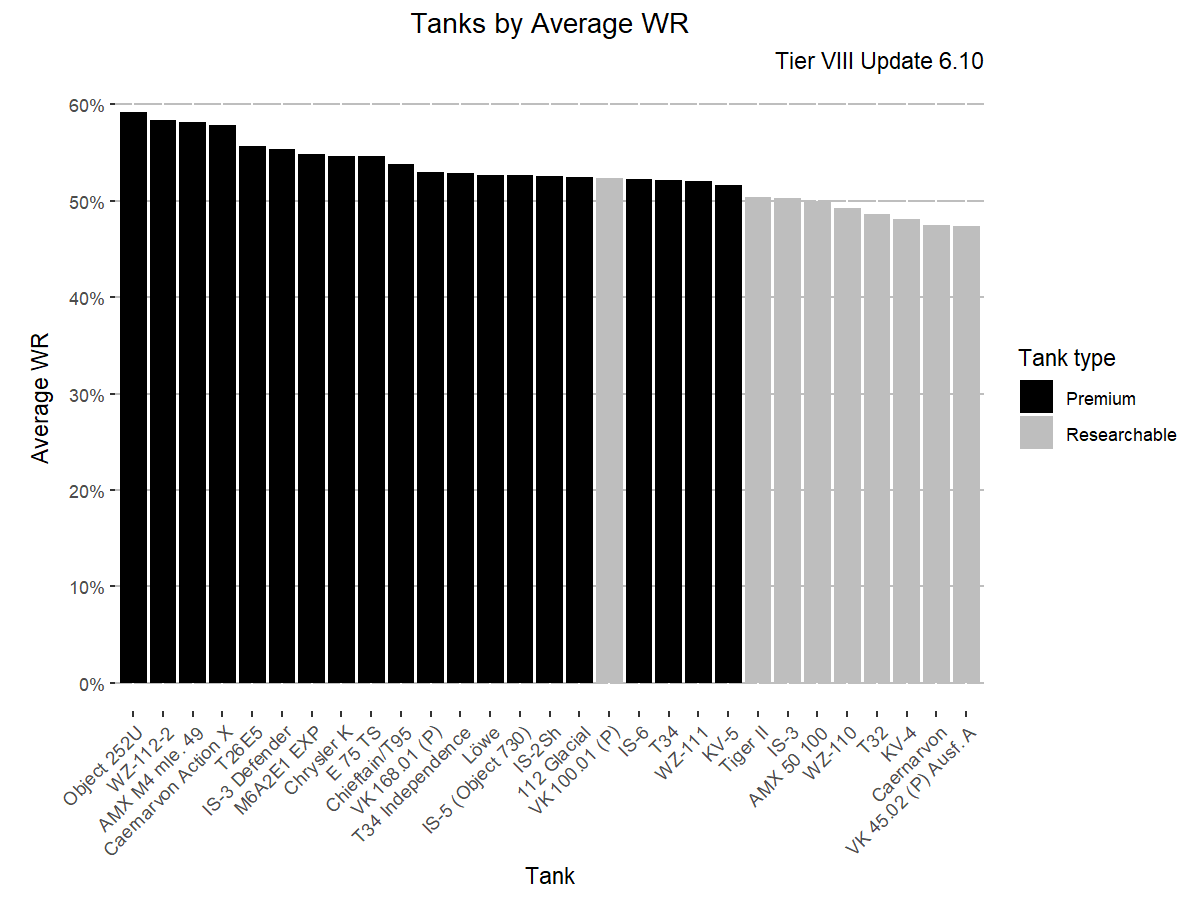 Tanks by Average WR
Tier VIII Update 6.10
60%
50%
40%
30%
20%
10%
0%
Average WR
Object 252U
WZ-112-2
AMX M4 mle. 49
Caernarvon Action X
T26E5
IS-3 Defender
M6A2E1 EXP
Chrysler K
E 75 TS
Chieftain/T95
VK 168.01 (P)
T34 Independence
Löwe
IS-5 (Object 730)
IS-2Sh
112 Glacial
VK 100.01 (P)
IS-6
T34
WZ-111
KV-5
Tiger II
IS-3
AMX 50 100
WZ-110
T32
KV-4
Caernarvon
VK 45.02 (P) Ausf. A
Tank
Tank type
Premium
Researchable